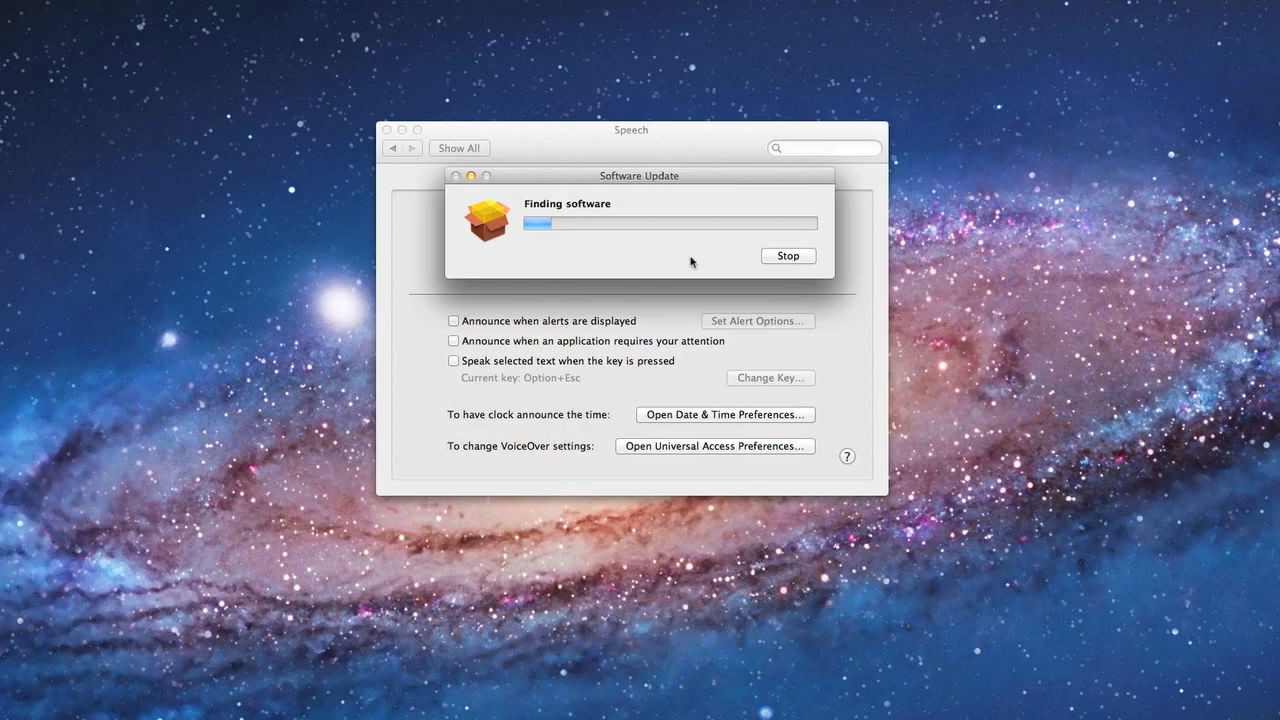 Speech
Show All
Software Update
Finding software
Stop
Announce when alerts are displayed
Set Alert Options...
Announce when an application requires your attention
Speak selected text when the key is pressed
Current key: Option+Esc
Change Key...
To have clock announce the time:
Open Date & Time Preferences...
To change VoiceOver settings:
Open Universal Access Preferences...
?